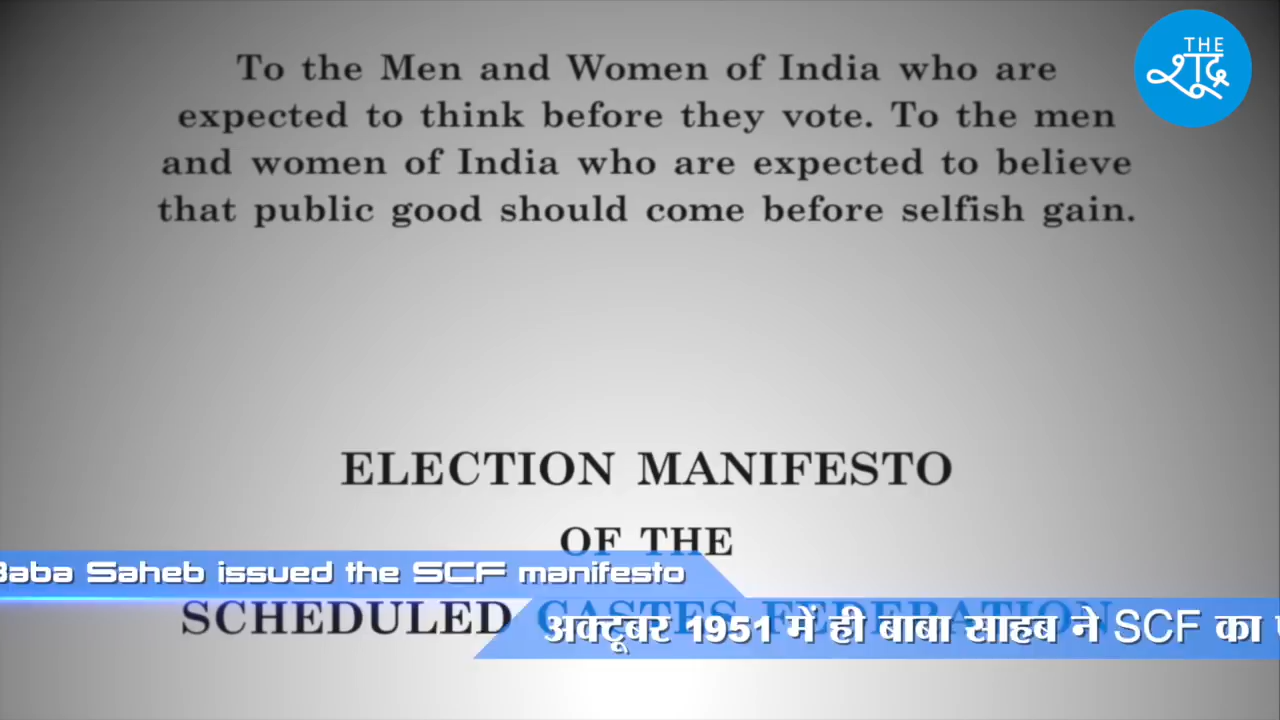 To the Men and Women of India who are
expected to think before they vote. To the men
and women of India who are expected to believe
that public good should come before selfish gain.
THE
शूद्र
ELECTION MANIFESTO
OF THE
Baba Saheb issued the SCF manifesto
SCHEDULED CASTES FEDERATION
अक्टूबर 1951 में ही बाबा साहब ने SCF का